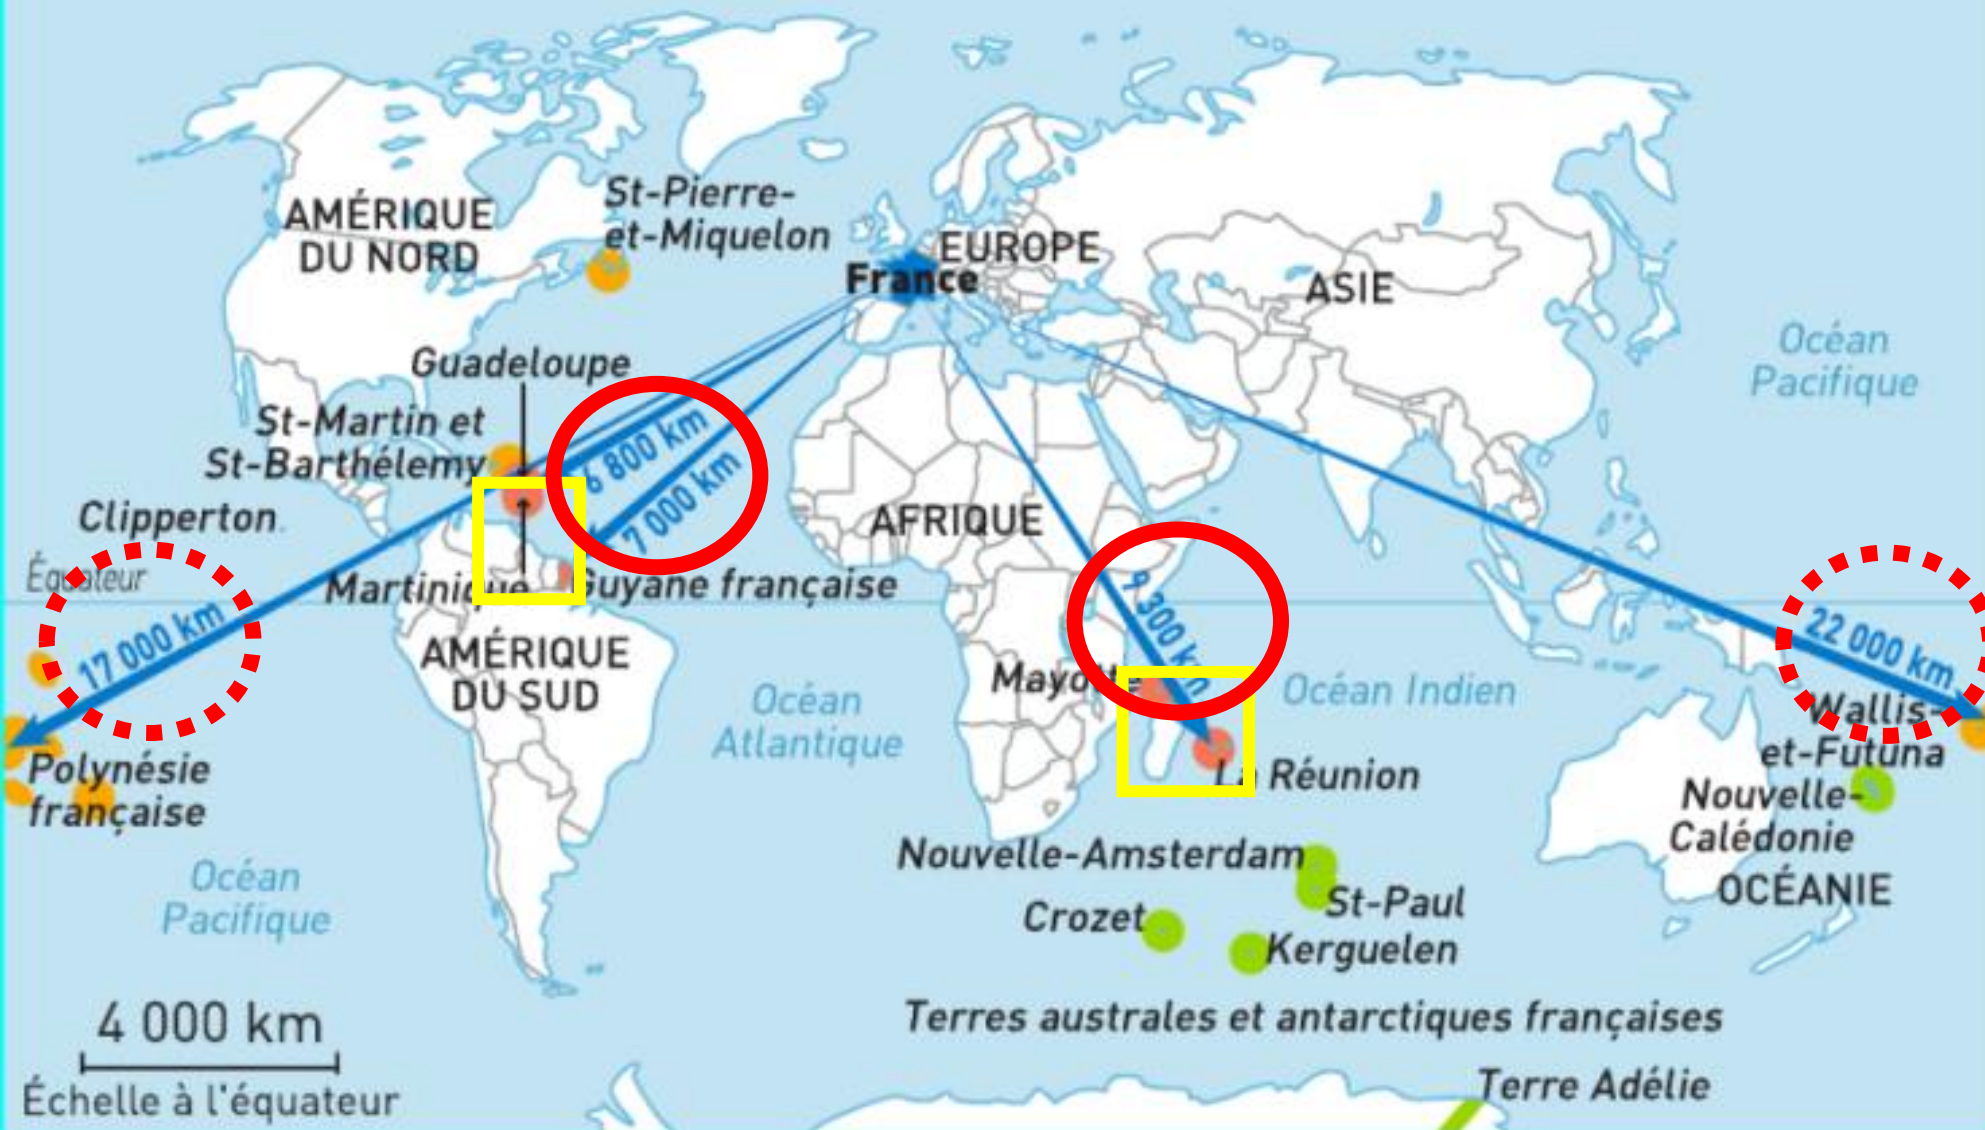 St-Pierre-
et-Miquelon
AMÉRIQUE
DU NORD
EUROPE
France
ASIE
Océan
Pacifique
Guadeloupe
St-Martin et
St-Barthélemy
6 800 km
7 000 km
Clipperton
AFRIQUE
Équateur
Martinique
Guyane française
9 300 km
17 000 km
22 000 km
AMÉRIQUE
DU SUD
Océan
Atlantique
Mayotte
Océan Indien
Wallis-
et-Futuna
Polynésie
française
La Réunion
Nouvelle-
Calédonie
OCÉANIE
Océan
Pacifique
Nouvelle-Amsterdam
St-Paul
Crozet
Kerguelen
4 000 km
Échelle à l'équateur
Terres australes et antarctiques françaises
Terre Adélie